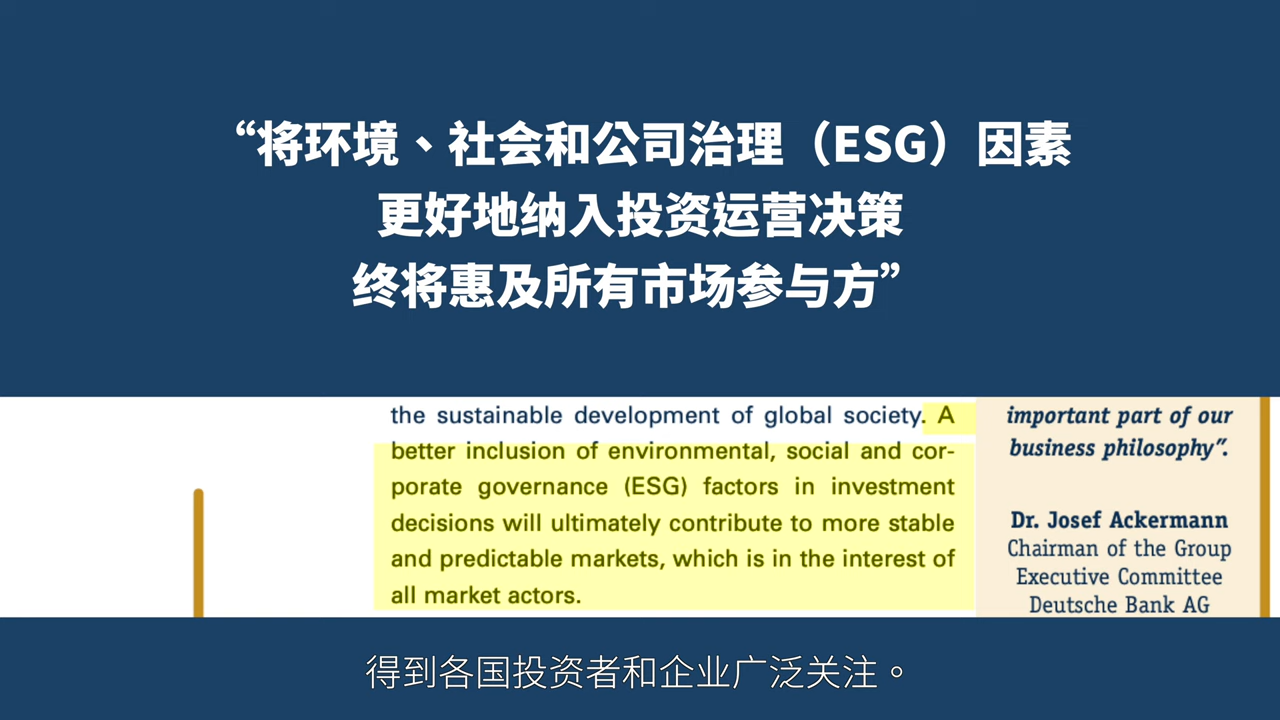 “将环境、社会和公司治理（ESG）因素
更好地纳入投资运营决策
终将惠及所有市场参与方”
the sustainable development of global society. A
better inclusion of environmental, social and cor-
porate governance (ESG) factors in investment
decisions will ultimately contribute to more stable
and predictable markets, which is in the interest of
all market actors.
important part of our
business philosophy”.
Dr. Josef Ackermann
Chairman of the Group
Executive Committee
Deutsche Bank AG
得到各国投资者和企业广泛关注。